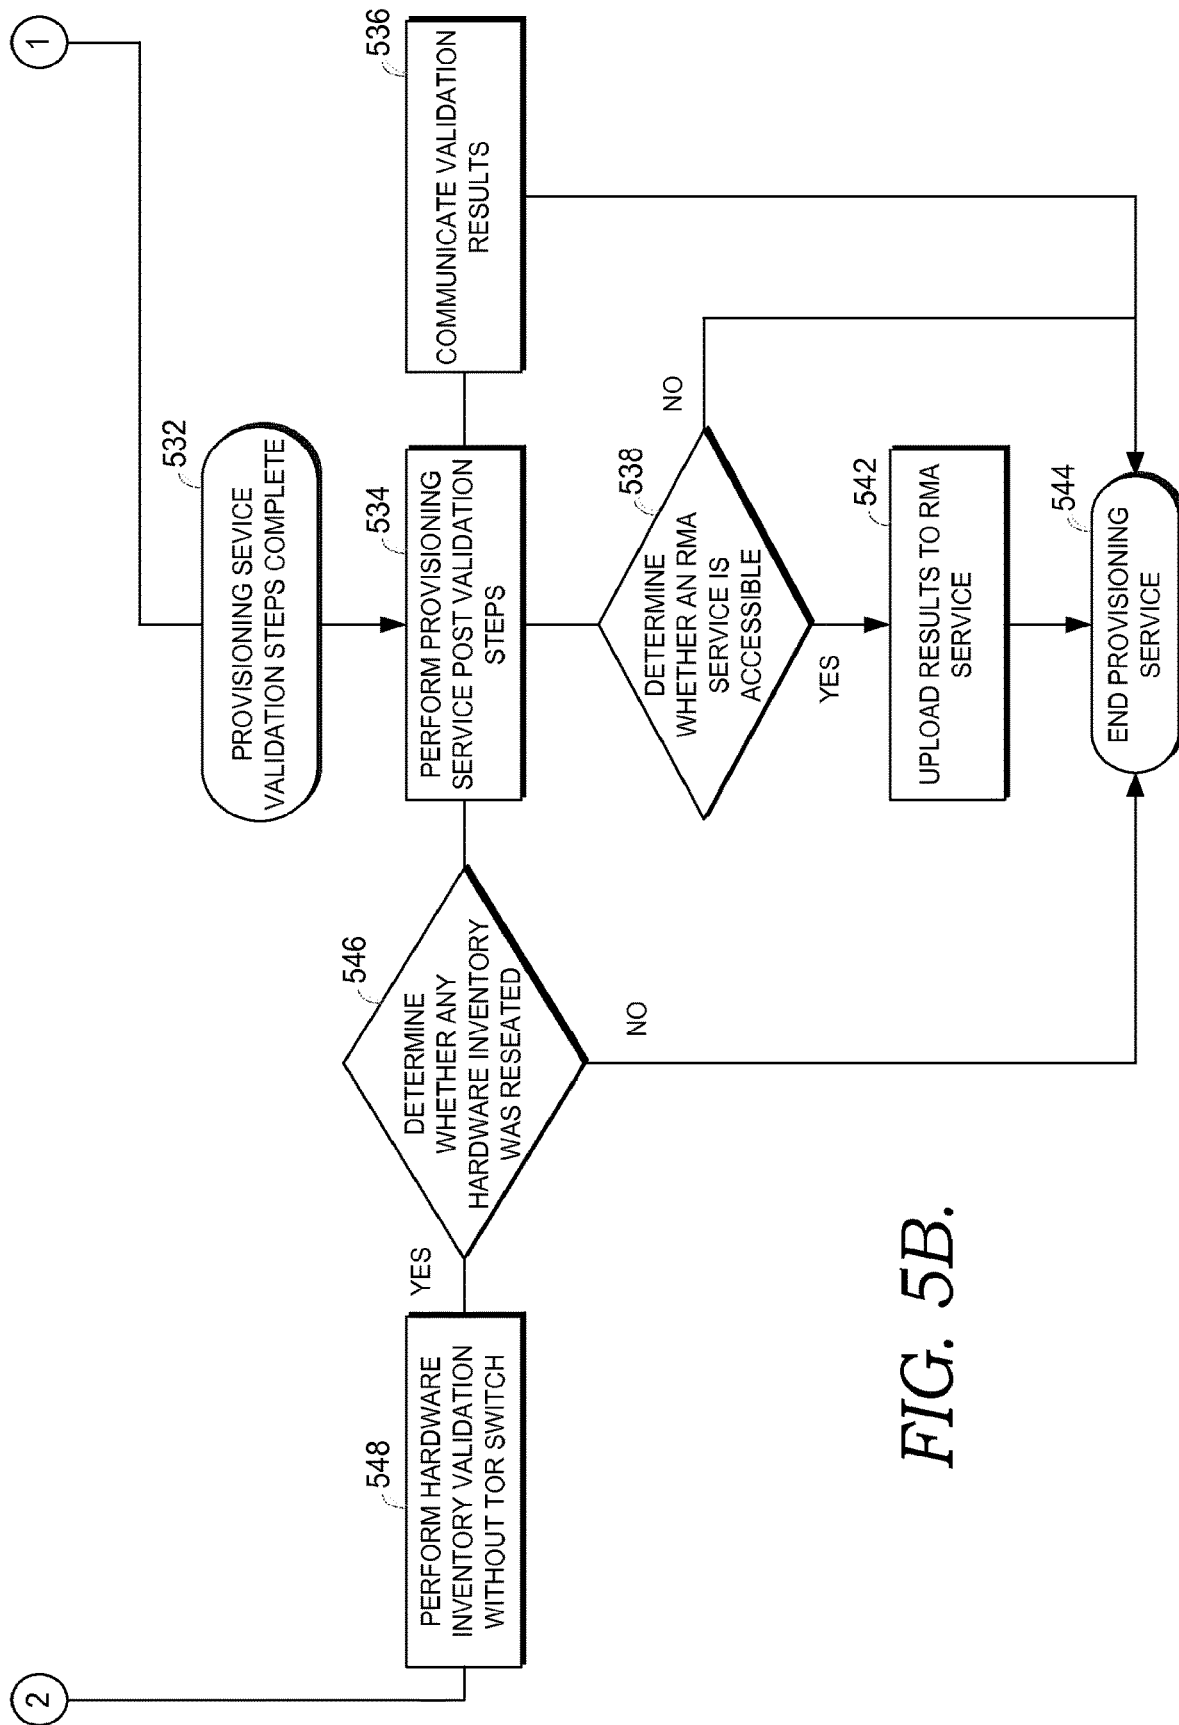 1
532
PROVISIONING SEVICE
VALIDATION STEPS COMPLETE
548
PERFORM HARDWARE
INVENTORY VALIDATION
WITHOUT TOR SWITCH
YES
546
DETERMINE
WHETHER ANY
HARDWARE INVENTORY
WAS RESEATED
NO
534
PERFORM PROVISIONING
SERVICE POST VALIDATION
STEPS
536
COMMUNICATE VALIDATION
RESULTS
538
DETERMINE
WHETHER AN RMA
SERVICE IS
ACCESSIBLE
NO
YES
542
UPLOAD RESULTS TO RMA
SERVICE
544
END PROVISIONING
SERVICE
2
FIG. 5B.